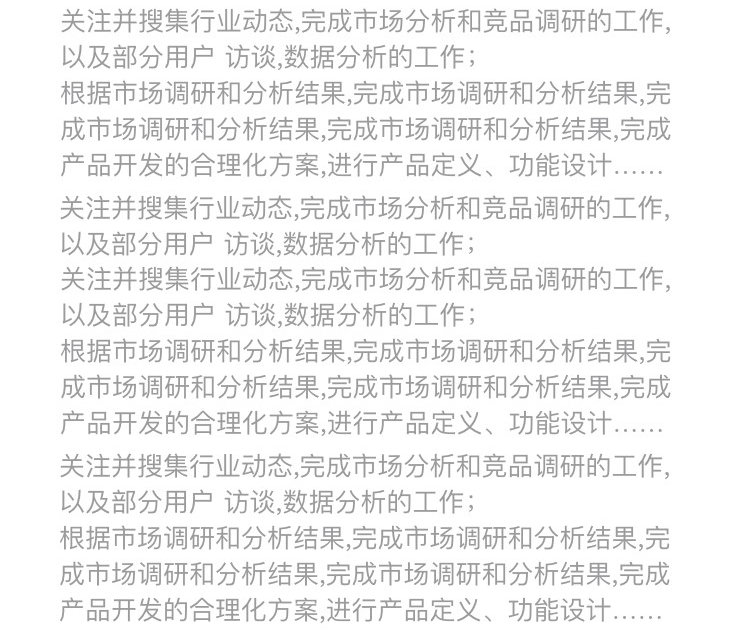 关注并搜集行业动态,完成市场分析和竞品调研的工作,
以及部分用户 访谈,数据分析的工作;
根据市场调研和分析结果,完成市场调研和分析结果,完
成市场调研和分析结果,完成市场调研和分析结果,完成
产品开发的合理化方案,进行产品定义、功能设计……
关注并搜集行业动态,完成市场分析和竞品调研的工作,
以及部分用户 访谈,数据分析的工作;
关注并搜集行业动态,完成市场分析和竞品调研的工作,
以及部分用户 访谈,数据分析的工作;
根据市场调研和分析结果,完成市场调研和分析结果,完
成市场调研和分析结果,完成市场调研和分析结果,完成
产品开发的合理化方案,进行产品定义、功能设计……
关注并搜集行业动态,完成市场分析和竞品调研的工作,
以及部分用户 访谈,数据分析的工作;
根据市场调研和分析结果,完成市场调研和分析结果,完
成市场调研和分析结果,完成市场调研和分析结果,完成
产品开发的合理化方案,进行产品定义、功能设计……